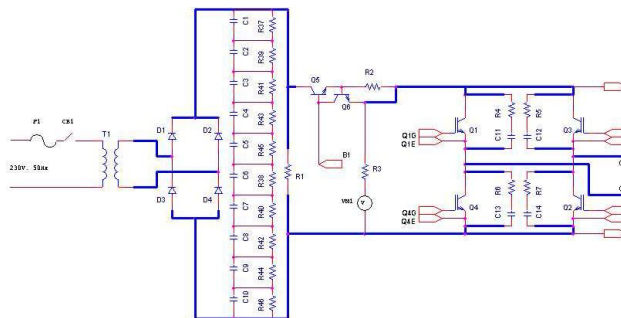 F1 CB1 T1
230V. 50Hz
D1 D2
D3 D4
C1 R37
C2 R39
C3 R41
C4 R43
C5 R45
C6 R38
C7 R40
C8 R42
C9 R44
C10 R46
R1
Q5 Q6 R2
B1
R3
VM1
V
Q1G
Q1E
Q1
R4 R5
C11 C12
Q3
Q4G
Q4E
Q4
R6 R7
C13 C14
Q2